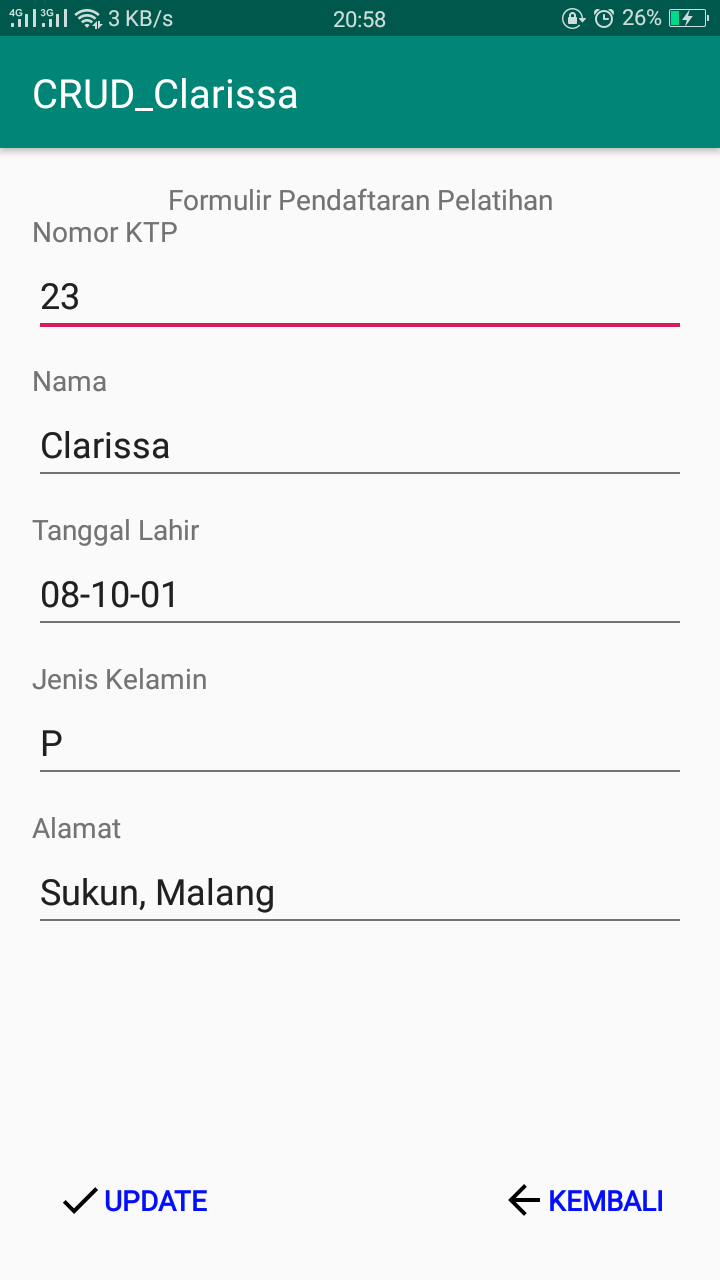 4G 3G 3 KB/s 20:58 26%
CRUD_Clarissa
Formulir Pendaftaran Pelatihan
Nomor KTP
23
Nama
Clarissa
Tanggal Lahir
08-10-01
Jenis Kelamin
P
Alamat
Sukun, Malang
UPDATE KEMBALI